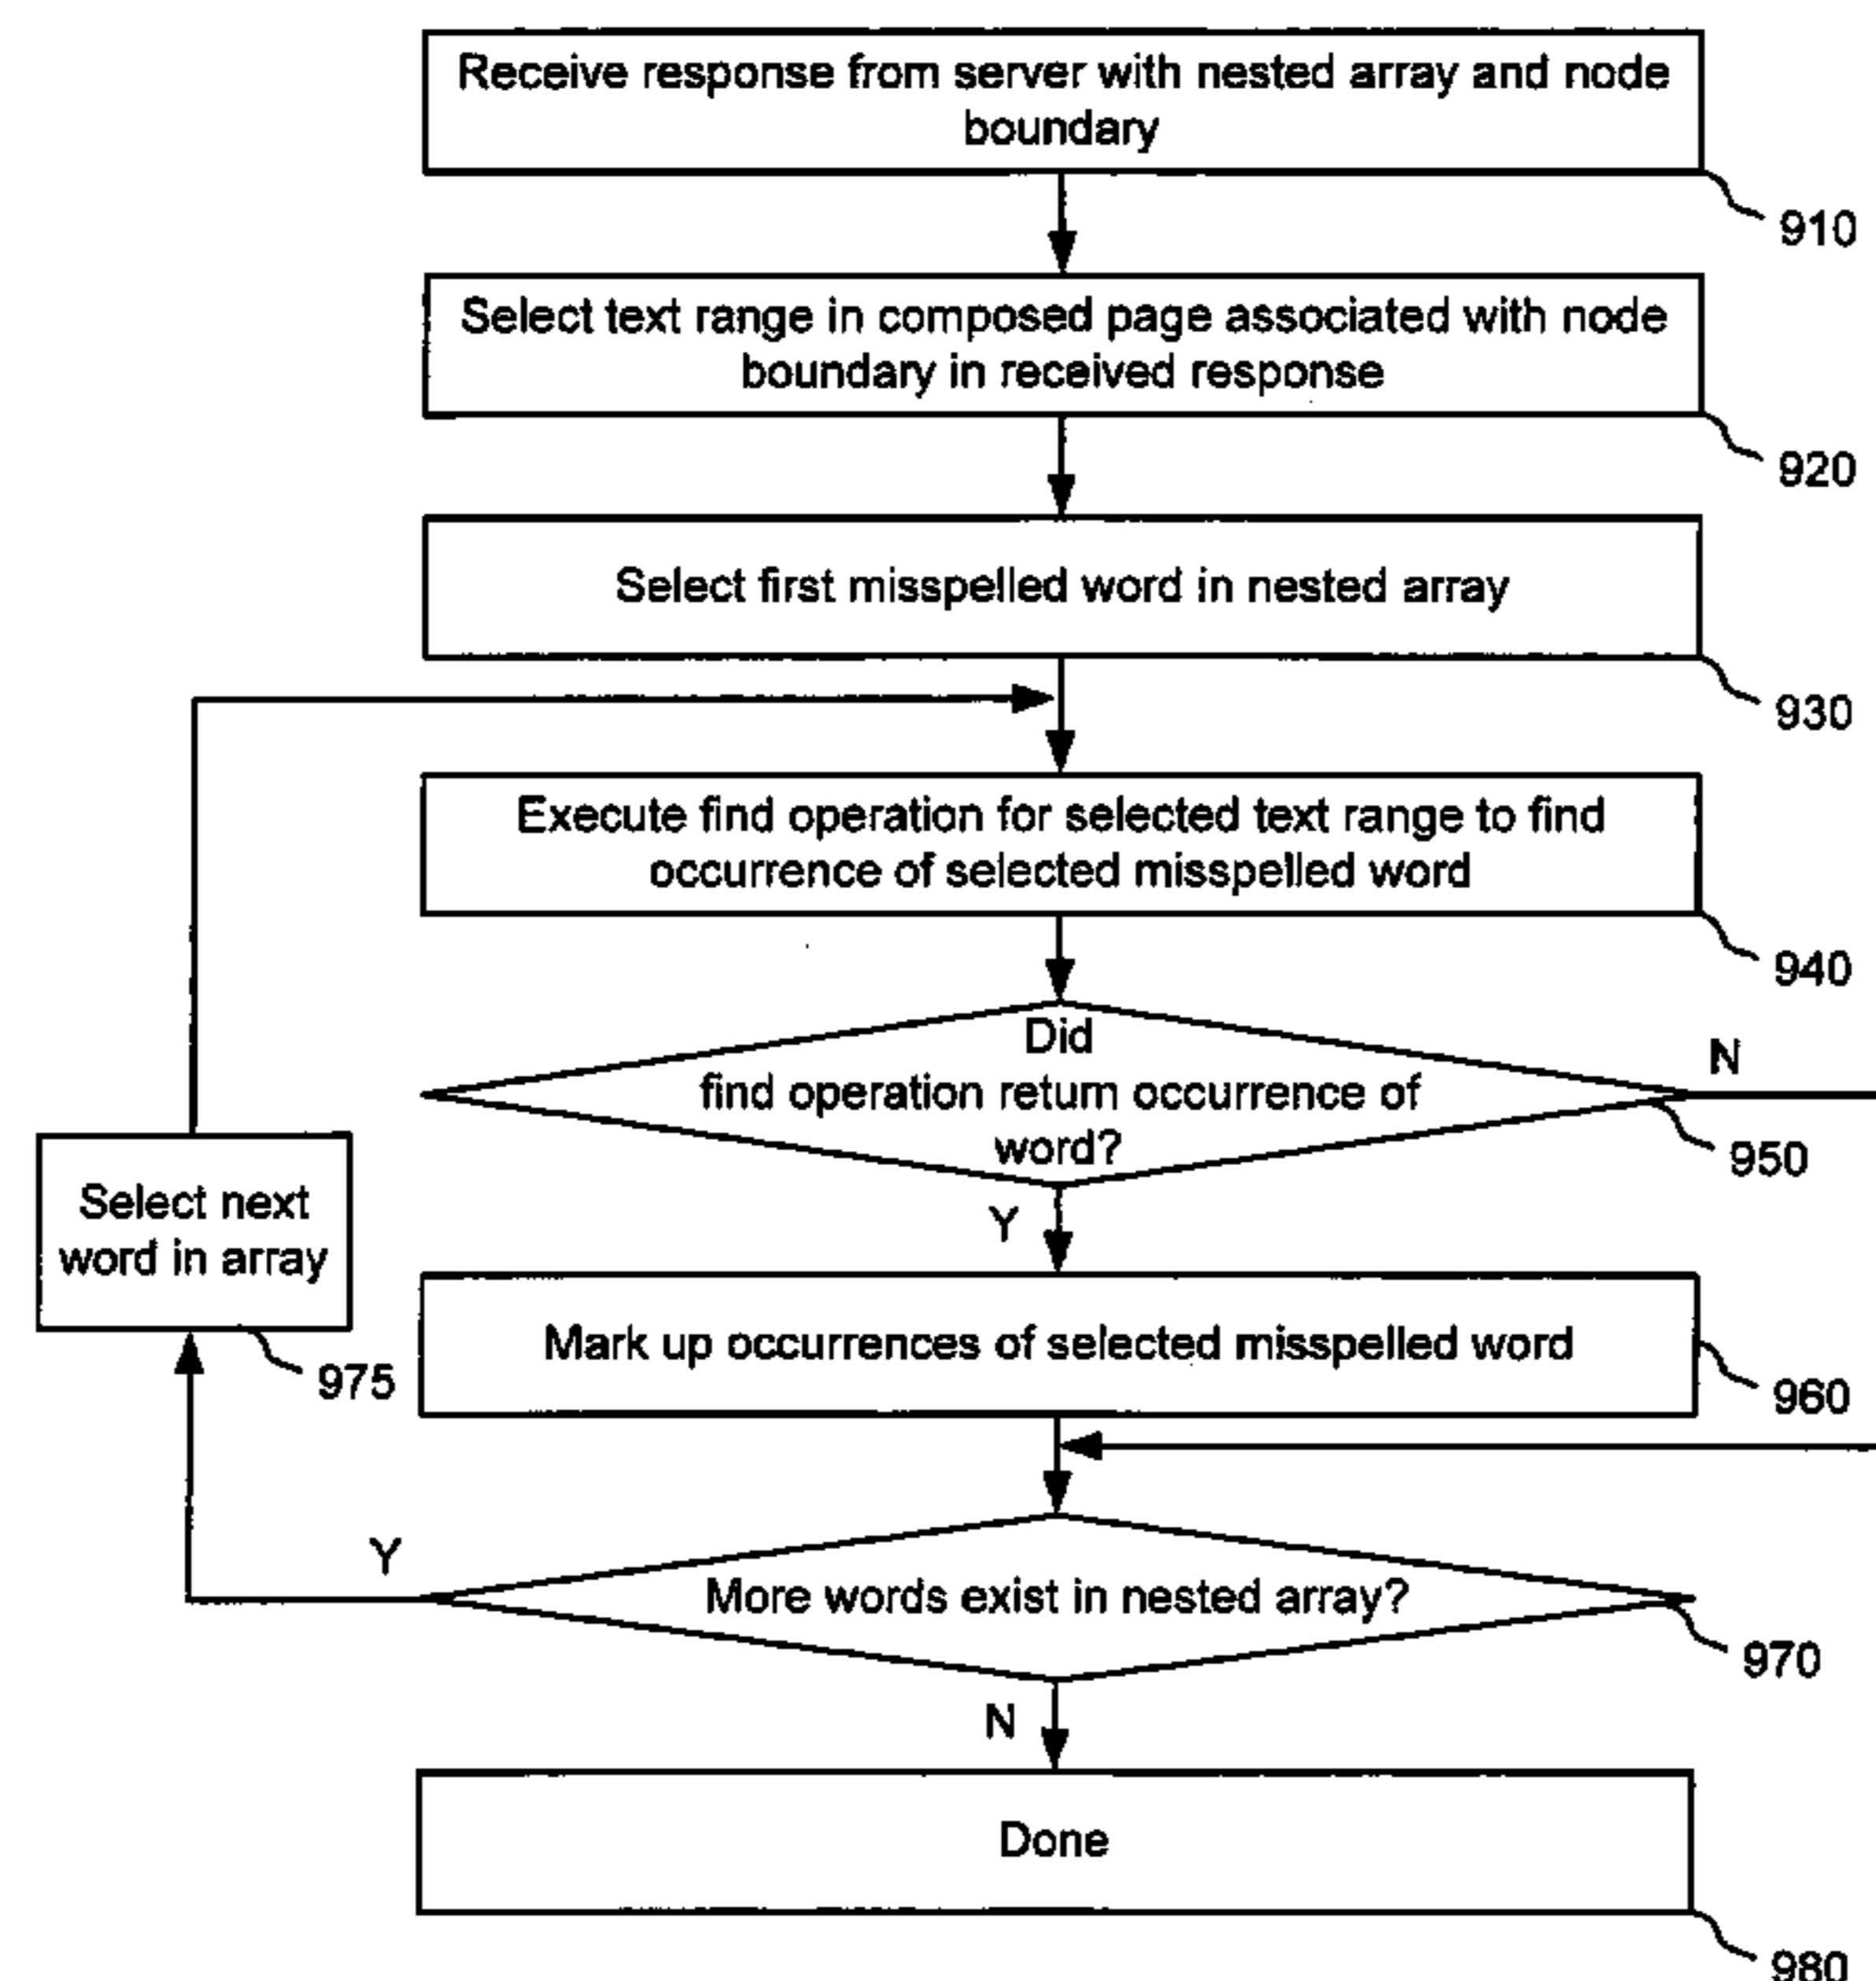 Receive response from server with nested array and node
boundary
910
Select text range in composed page associated with node
boundary in received response
920
Select first misspelled word in nested array
930
Execute find operation for selected text range to find
occurrence of selected misspelled word
940
Did
find operation return occurrence of
word?
N
950
Y
Select next
word in array
975
Mark up occurrences of selected misspelled word
960
Y
More words exist in nested array?
970
N
Done
980